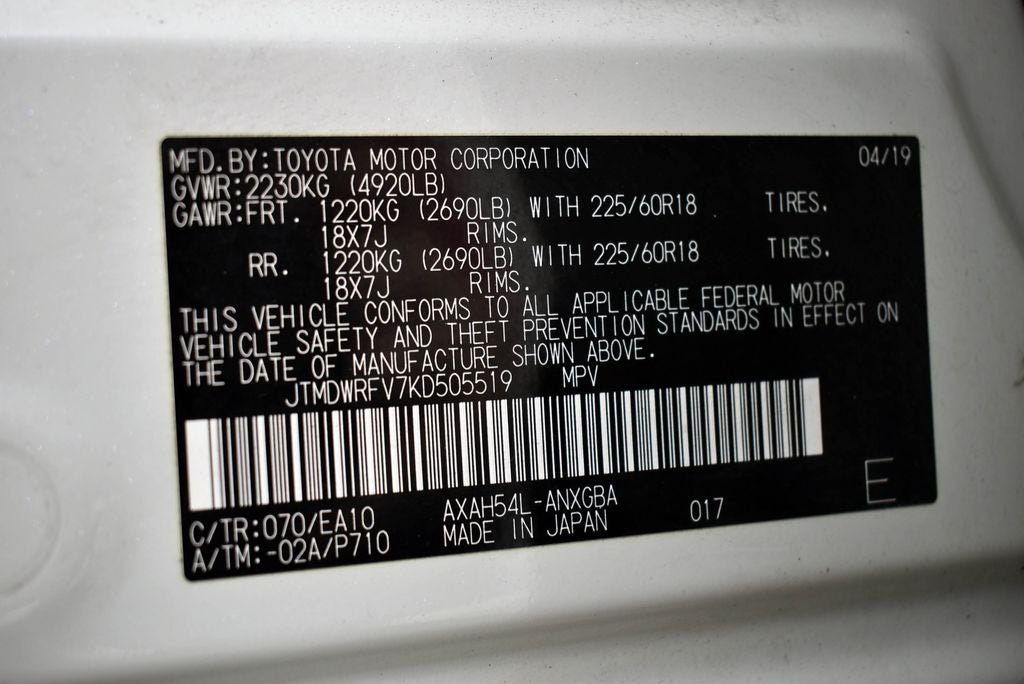 MFD. BY: TOYOTA MOTOR CORPORATION 04/19
GVWR: 2230KG (4920LB)
GAWR: FRT. 1220KG (2690LB) WITH 225/60R18 TIRES.
18X7J RIMS.
RR. 1220KG (2690LB) WITH 225/60R18 TIRES.
18X7J RIMS.
THIS VEHICLE CONFORMS TO ALL APPLICABLE FEDERAL MOTOR
VEHICLE SAFETY AND THEFT PREVENTION STANDARDS IN EFFECT ON
THE DATE OF MANUFACTURE SHOWN ABOVE.
JTMDWRFV7KD505519 MPV
C/TR: 070/EA10 AXAH54L-ANXGBA 017 E
A/TM: -02A/P710 MADE IN JAPAN